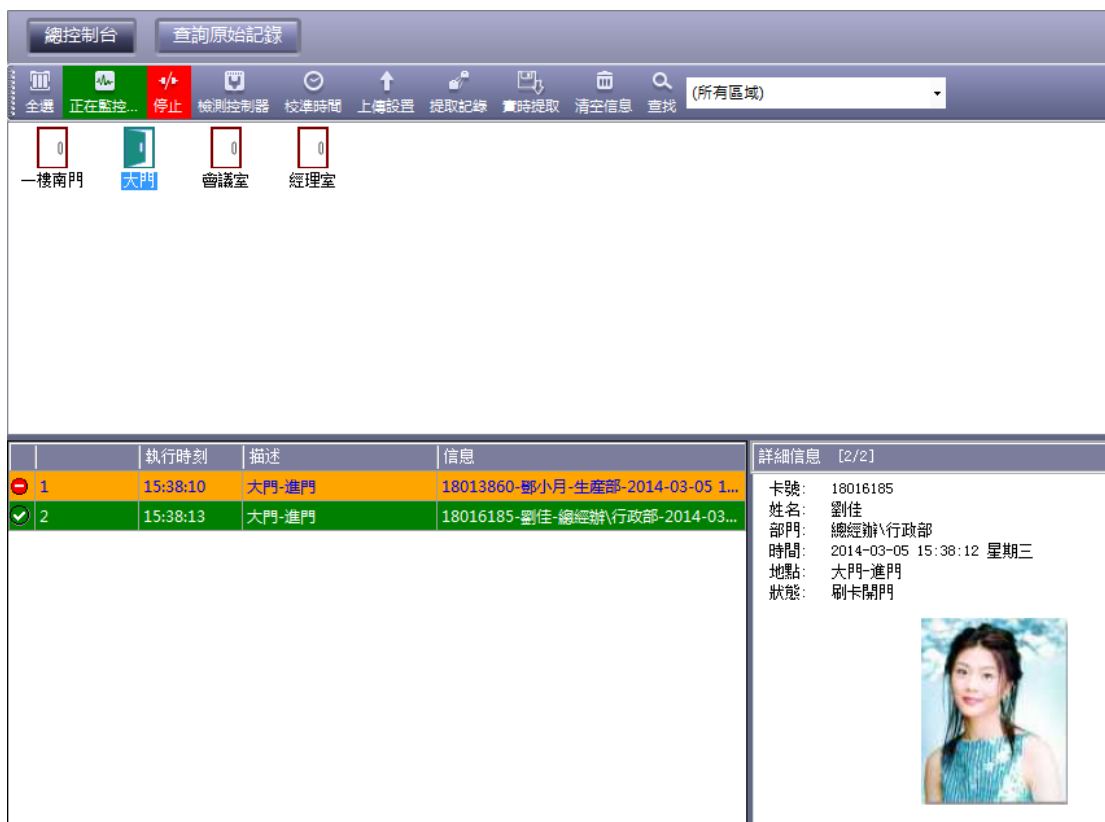 總控制台 查詢原始記錄
全選 正在監控... 停止 檢測控制器 校準時間 上傳設置 提取記錄 實時提取 清空信息 查找 (所有區域)
一樓南門 大門 會議室 經理室
執行時刻 描述 信息
1 15:38:10 大門-進門 18013860-鄧小月-生産部-2014-03-05 1...
2 15:38:13 大門-進門 18016185-劉佳-總經辦\行政部-2014-03...
詳細信息 [2/2]
卡號: 18016185
姓名: 劉佳
部門: 總經辦\行政部
時間: 2014-03-05 15:38:12 星期三
地點: 大門-進門
狀態: 刷卡開門